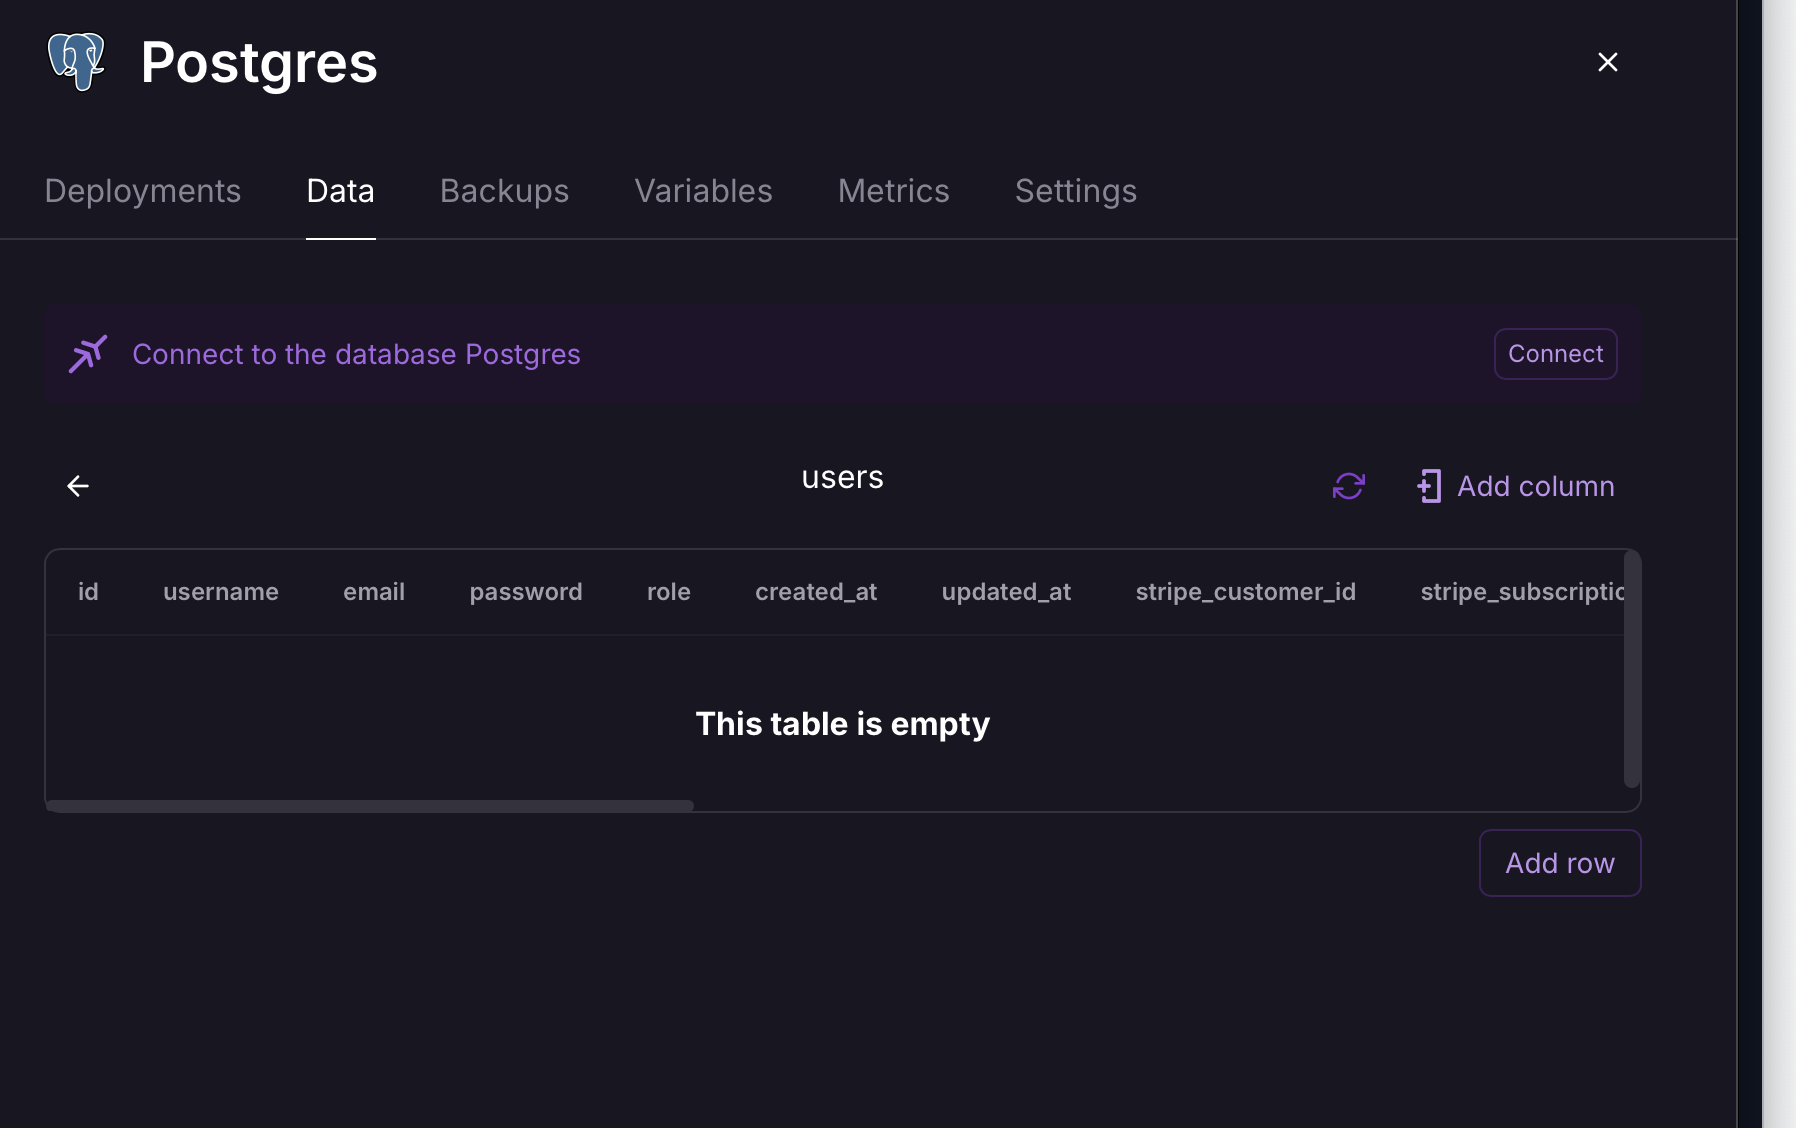 Postgres
Deployments Data Backups Variables Metrics Settings
Connect to the database Postgres Connect
users Add column
id username email password role created_at updated_at stripe_customer_id stripe_subscriptio
This table is empty
Add row